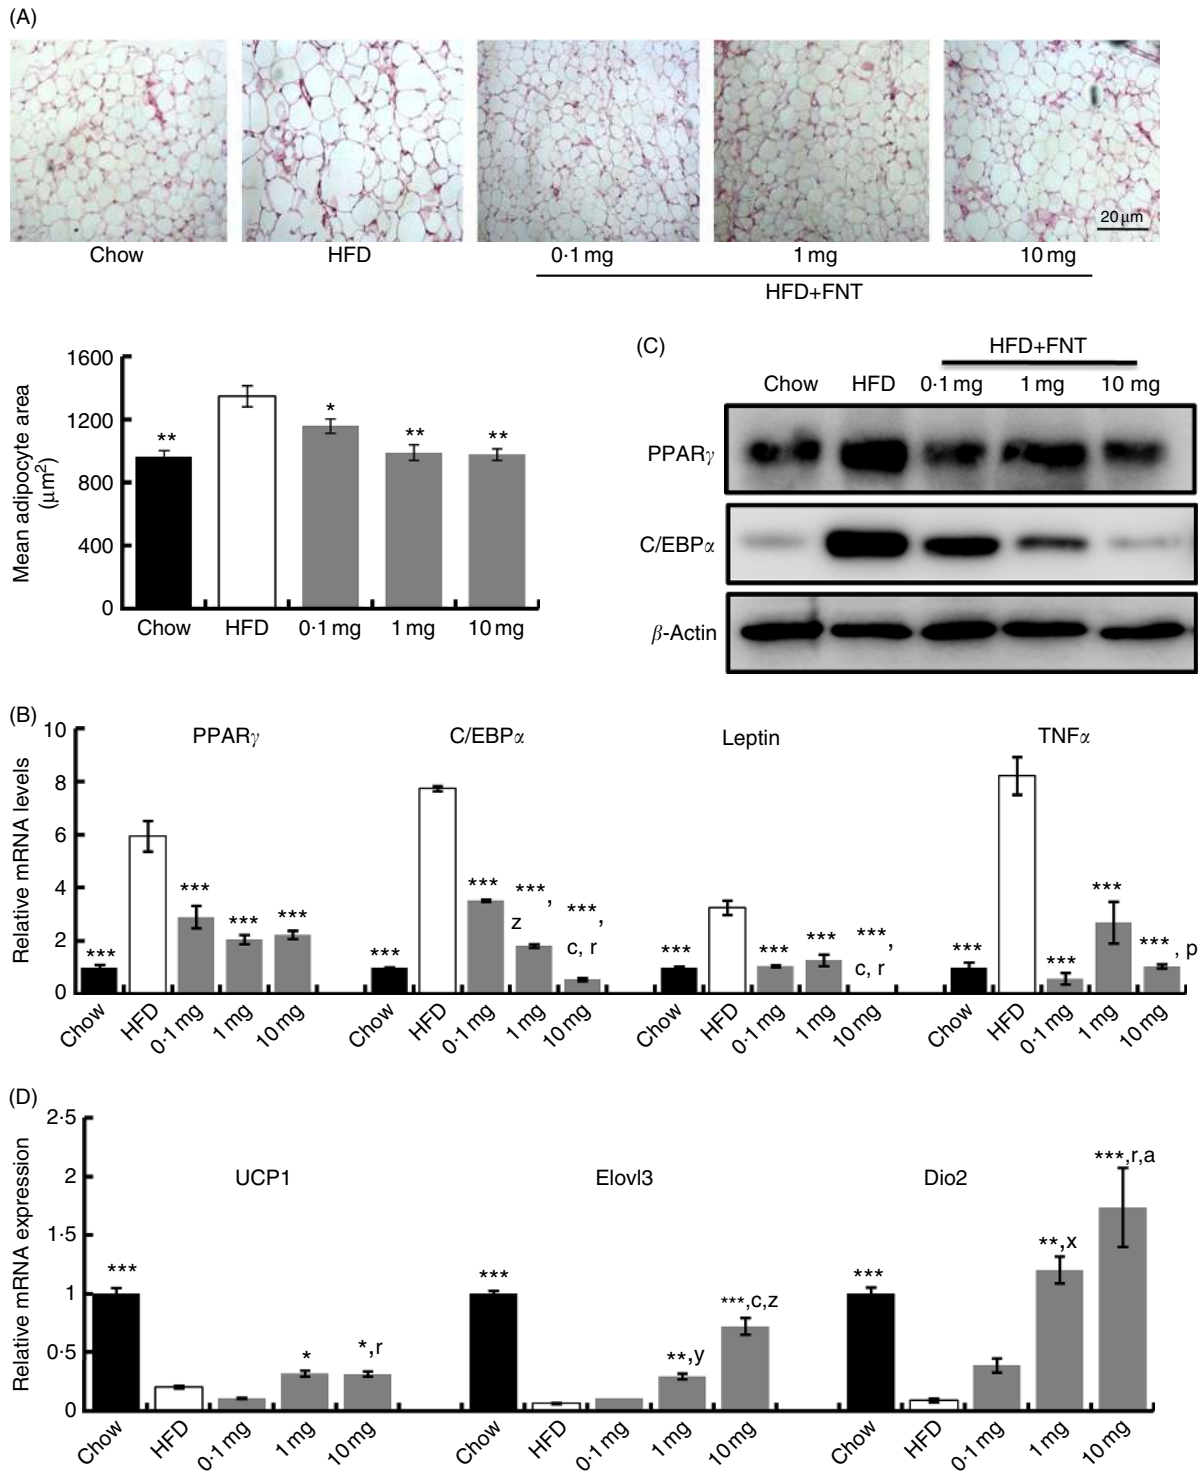 (A)
20 μm
Chow HFD 0·1 mg 1 mg 10 mg
HFD+FNT
Mean adipocyte area
(μm²)
1600
1200
800
400
0
**
*
**
**
Chow HFD 0·1 mg 1 mg 10 mg
(C)
HFD+FNT
Chow HFD 0·1 mg 1 mg 10 mg
PPARγ
C/EBPα
β-Actin
(B)
Relative mRNA levels
10
8
6
4
2
0
PPARγ C/EBPα Leptin TNFα
*** *** *** ***
*** *** ***, z ***, c, r
*** *** *** ***, c, r
*** *** *** ***, p
Chow HFD 0·1 mg 1 mg 10 mg Chow HFD 0·1 mg 1 mg 10 mg Chow HFD 0·1 mg 1 mg 10 mg Chow HFD 0·1 mg 1 mg 10 mg
(D)
Relative mRNA expression
2·5
2
1·5
1
0·5
0
UCP1 Elovl3 Dio2
*** * *,r
*** **,y ***,c,z
*** **,x ***,r,a
Chow HFD 0·1 mg 1 mg 10 mg Chow HFD 0·1 mg 1 mg 10 mg Chow HFD 0·1 mg 1 mg 10 mg